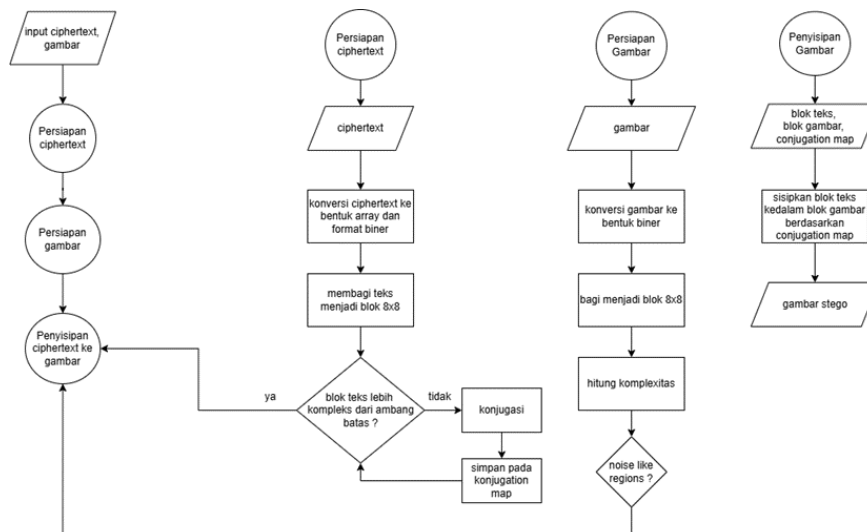 input ciphertext,
gambar
Persiapan
ciphertext
Persiapan
gambar
Penyisipan
ciphertext ke
gambar
Persiapan
ciphertext
ciphertext
konversi ciphertext ke
bentuk array dan
format biner
membagi teks
menjadi blok 8x8
blok teks lebih
kompleks dari ambang
batas ?
ya
tidak
konjugasi
simpan pada
konjugation
map
Persiapan
Gambar
gambar
konversi gambar ke
bentuk biner
bagi menjadi blok 8x8
hitung komplexitas
noise like
regions ?
Penyisipan
Gambar
blok teks,
blok gambar,
conjugation map
sisipkan blok teks
kedalam blok gambar
berdasarkan
conjugation map
gambar stego